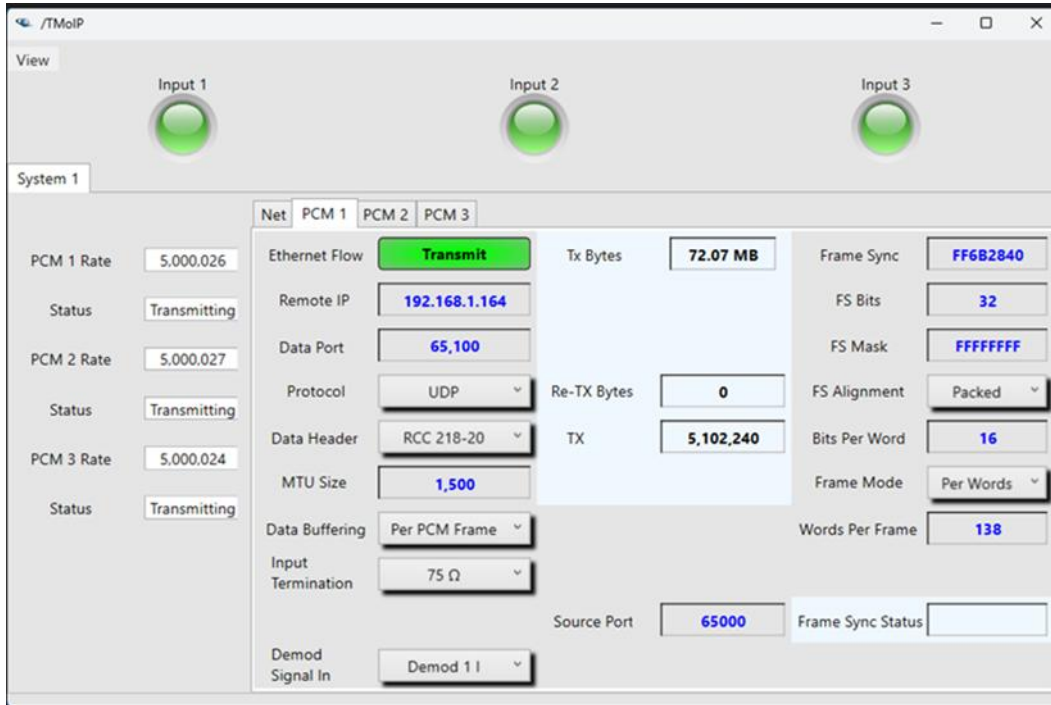 /TMoIP
View
Input 1
Input 2
Input 3
System 1
PCM 1 Rate 5,000,026
Status Transmitting
PCM 2 Rate 5,000,027
Status Transmitting
PCM 3 Rate 5,000,024
Status Transmitting
Net PCM 1 PCM 2 PCM 3
Ethernet Flow Transmit
Remote IP 192.168.1.164
Data Port 65,100
Protocol UDP
Data Header RCC 218-20
MTU Size 1,500
Data Buffering Per PCM Frame
Input
Termination 75 Ω
Demod
Signal In Demod 1 I
Tx Bytes 72.07 MB
Re-TX Bytes 0
TX 5,102,240
Source Port 65000
Frame Sync FF6B2840
FS Bits 32
FS Mask FFFFFFFF
FS Alignment Packed
Bits Per Word 16
Frame Mode Per Words
Words Per Frame 138
Frame Sync Status